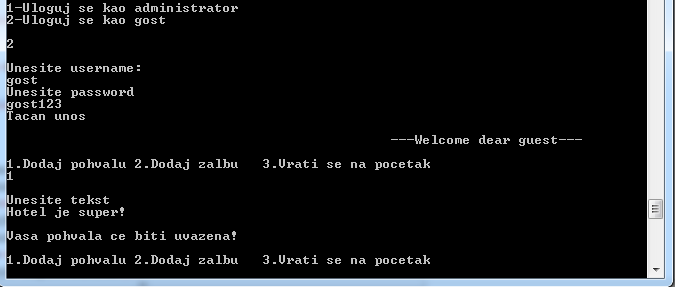 1-Uloguj se kao administrator
2-Uloguj se kao gost
2
Unesite username:
gost
Unesite password
gost123
Tacan unos
---Welcome dear guest---
1.Dodaj pohvalu 2.Dodaj zalbu 3.Vrati se na pocetak
1
Unesite tekst
Hotel je super!
Vasa pohvala ce biti uvazena!
1.Dodaj pohvalu 2.Dodaj zalbu 3.Vrati se na pocetak